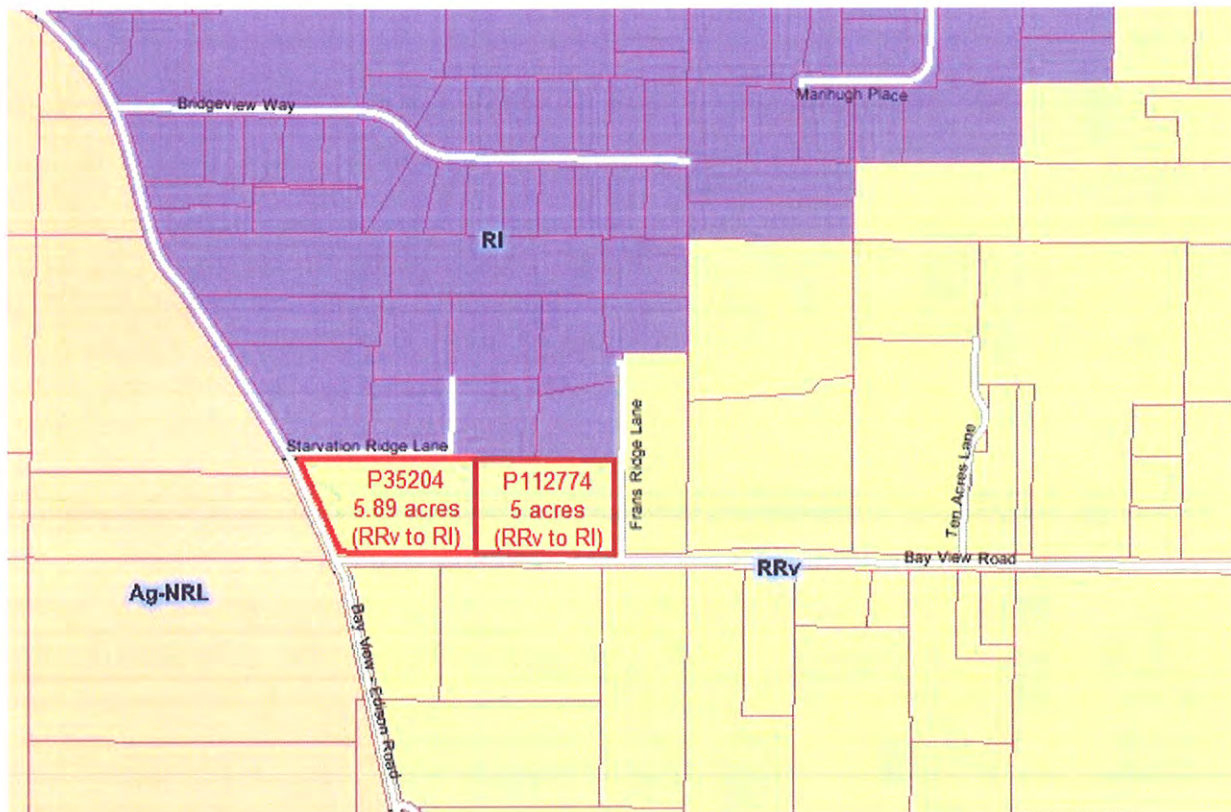 Bridgeview Way
Manhugh Place
RI
Starvation Ridge Lane
Frans Ridge Lane
Ten Acres Lane
P35204
5.89 acres
(RRv to RI)
P112774
5 acres
(RRv to RI)
Bay View Road
RRv
Ag-NRL
Bay View - Edison Road